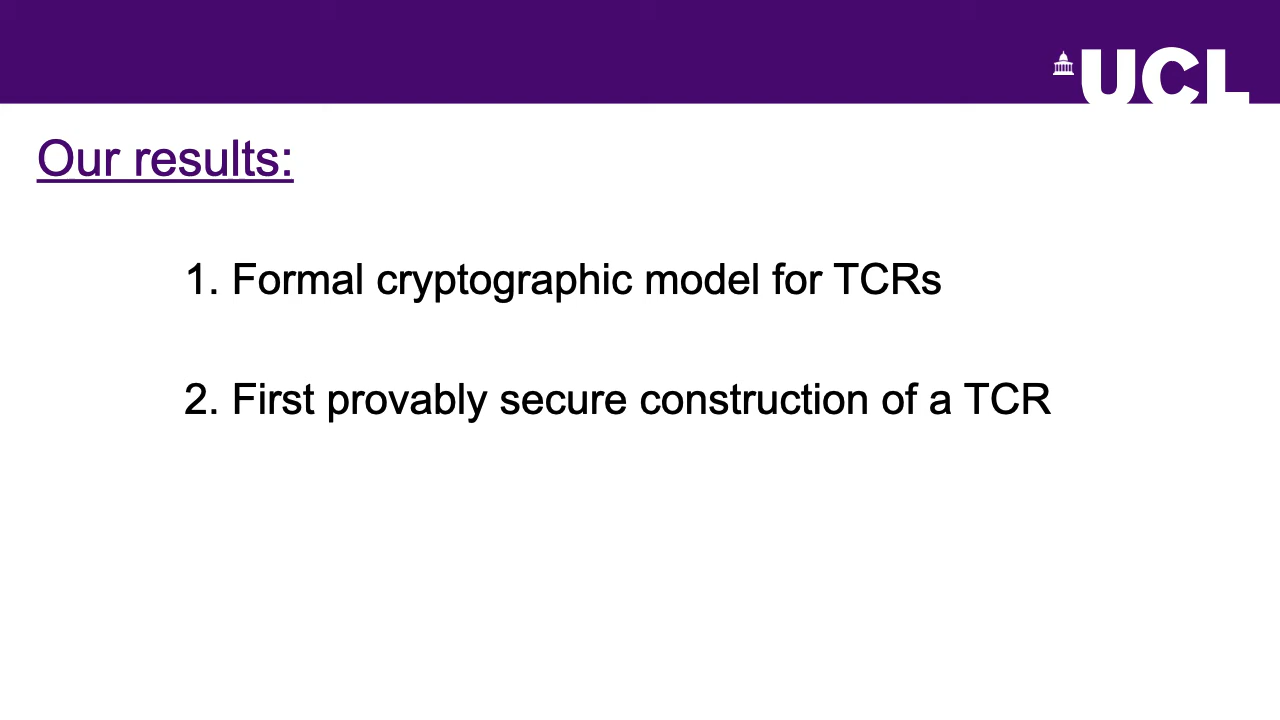 UCL
Our results:
1. Formal cryptographic model for TCRs
2. First provably secure construction of a TCR